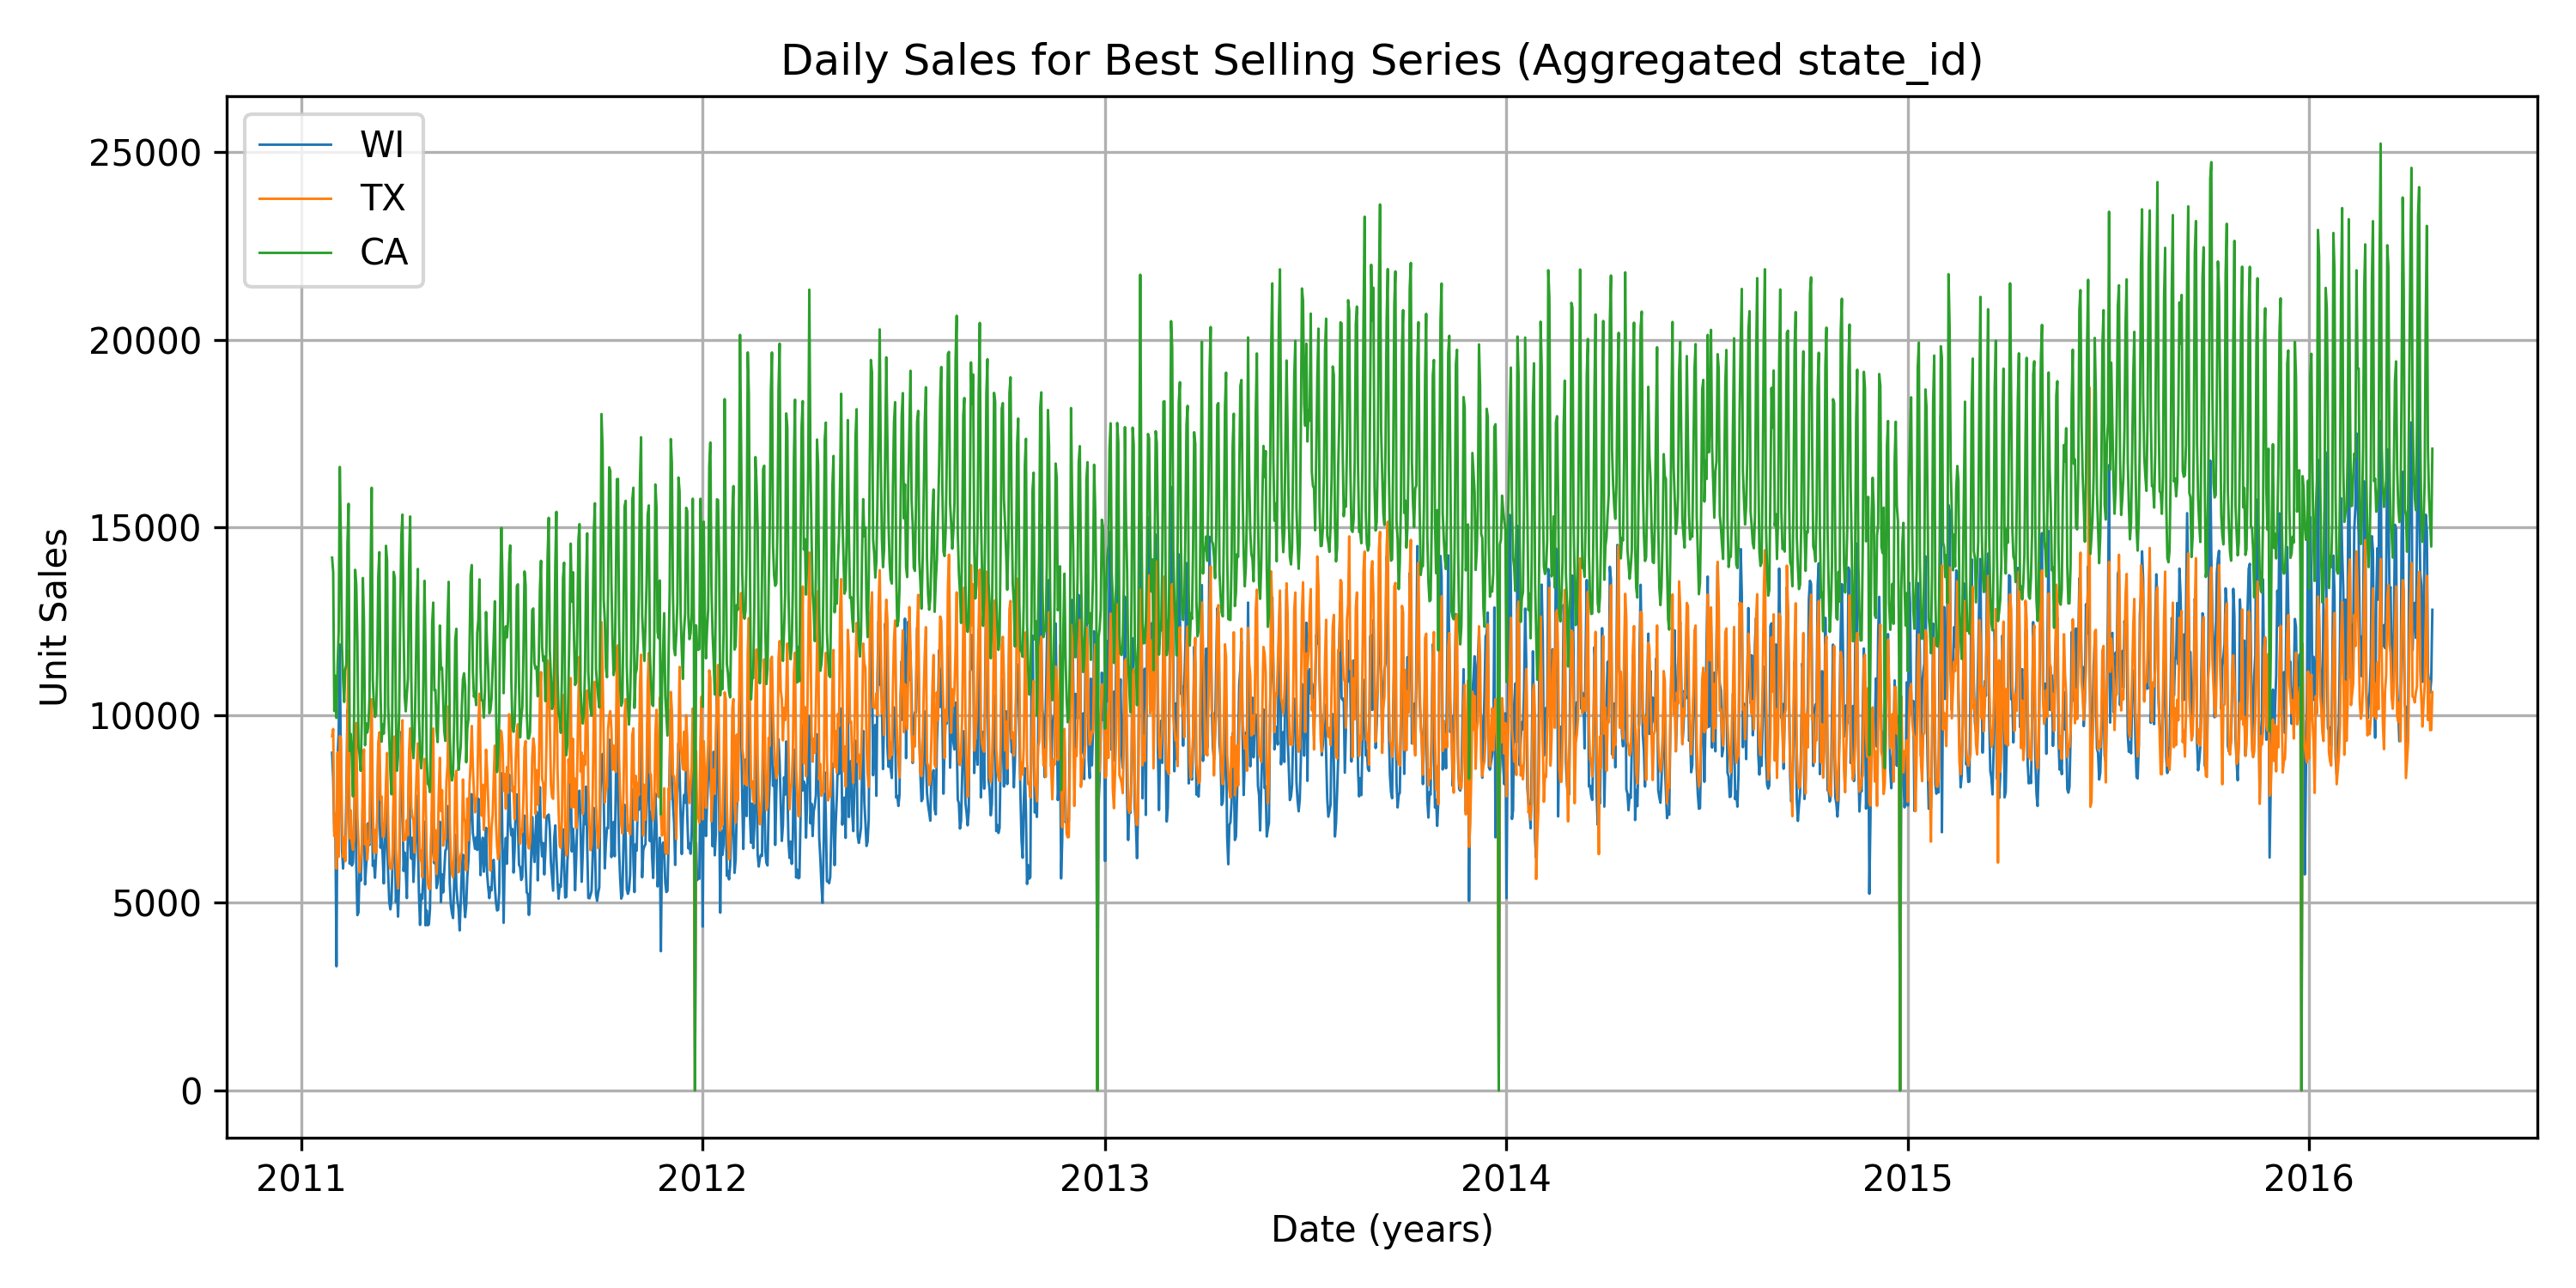 Daily Sales for Best Selling Series (Aggregated state_id)
WI
TX
CA
25000
20000
15000
10000
5000
0
Unit Sales
2011
2012
2013
2014
2015
2016
Date (years)